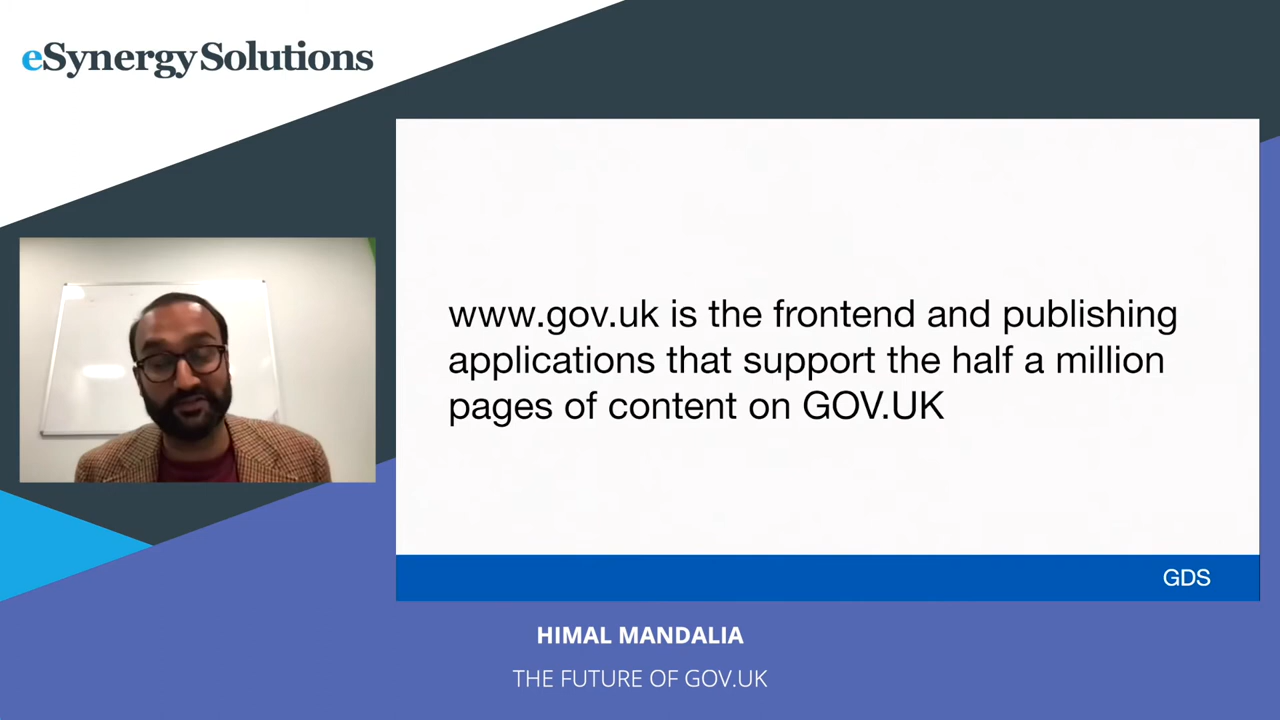 eSynergySolutions
www.gov.uk is the frontend and publishing
applications that support the half a million
pages of content on GOV.UK
GDS
HIMAL MANDALIA
THE FUTURE OF GOV.UK